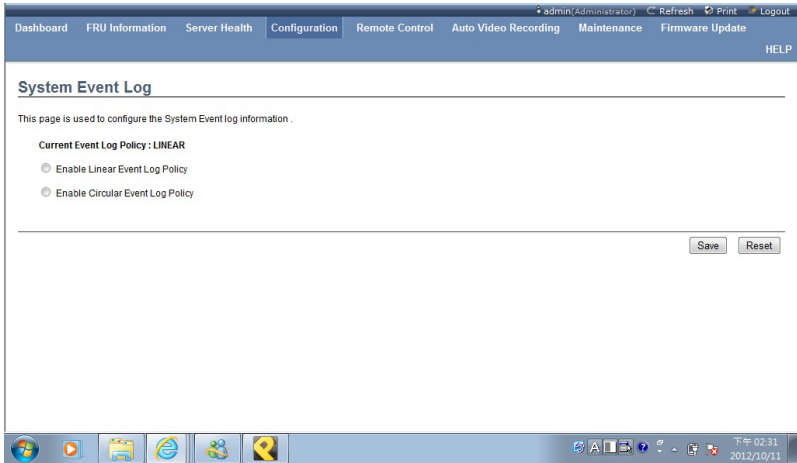 admin(Administrator) Refresh Print Logout
Dashboard FRU Information Server Health Configuration Remote Control Auto Video Recording Maintenance Firmware Update
HELP
System Event Log
This page is used to configure the System Event log information .
Current Event Log Policy : LINEAR
Enable Linear Event Log Policy
Enable Circular Event Log Policy
Save Reset
A
下午 02:31
2012/10/11